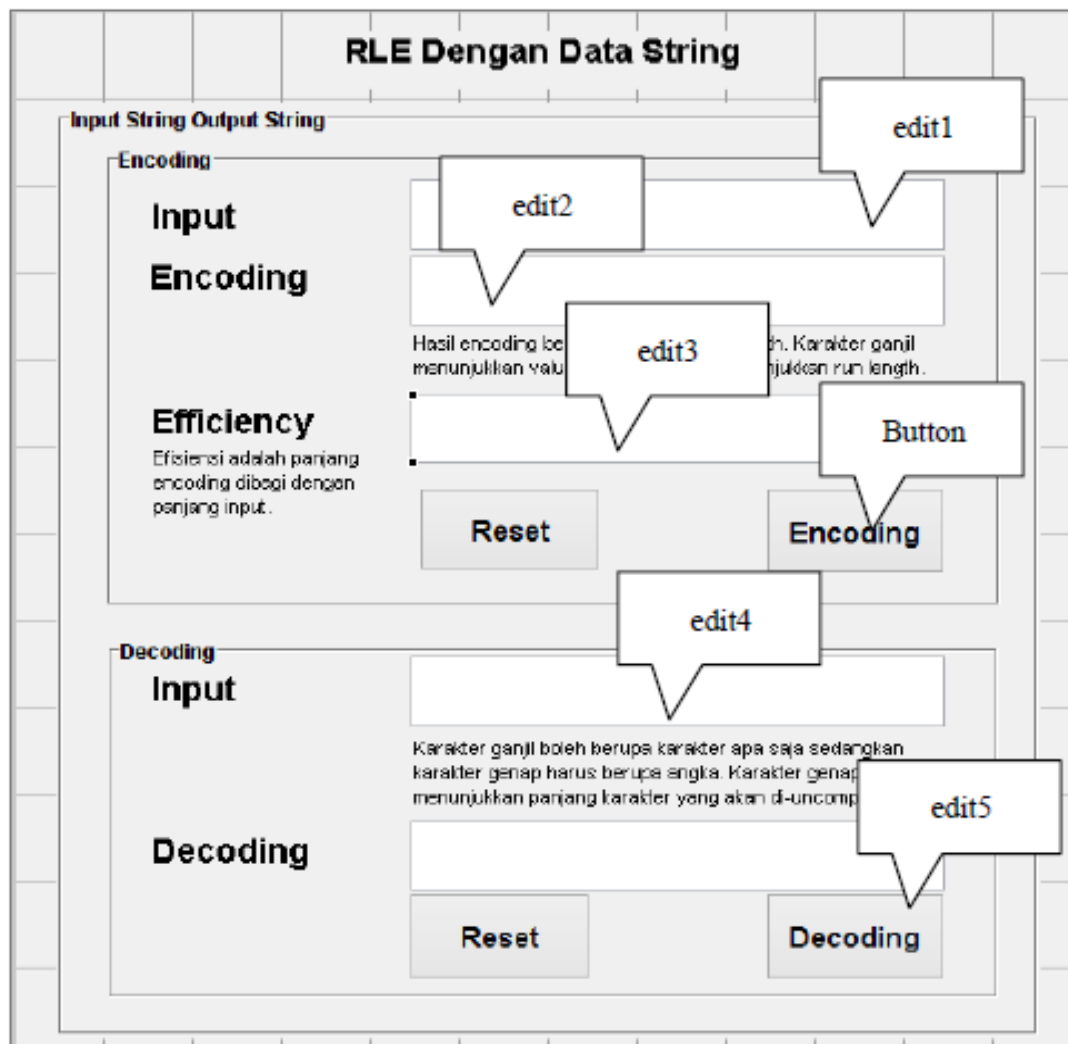 RLE Dengan Data String
Input String Output String
edit1
Encoding
Input
edit2
Encoding
Hasil encoding be h. Karakter ganjil
menunjukkan valu njukkan run length.
edit3
Efficiency
Efisiensi adalah panjang
encoding dibagi dengan
panjang input.
Button
Reset
Encoding
edit4
Decoding
Input
Karakter ganjil boleh berupa karakter apa saja sedangkan
karakter genap harus berupa angka. Karakter genap
menunjukkan panjang karakter yang akan di-uncomp
edit5
Decoding
Reset
Decoding